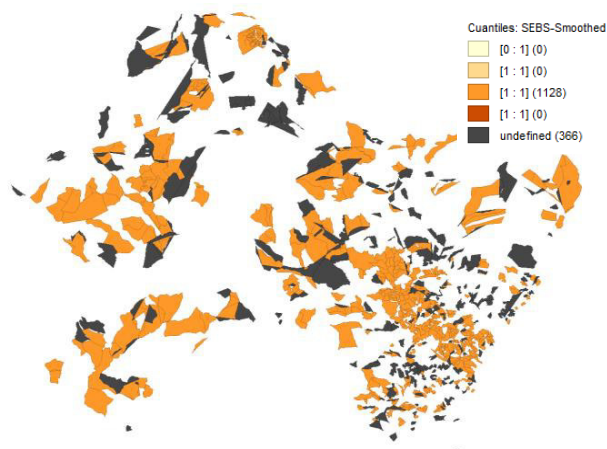 Cuantiles: SEBS-Smoothed
[0 : 1] (0)
[1 : 1] (0)
[1 : 1] (1128)
[1 : 1] (0)
undefined (366)